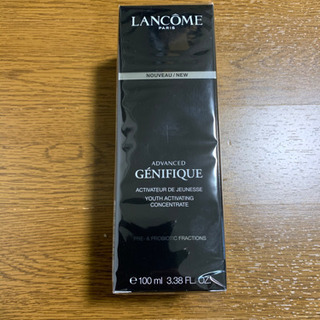 LANCÔME
PARIS
NOUVEAU / NEW
ADVANCED
GÉNIFIQUE
ACTIVATEUR DE JEUNESSE
YOUTH ACTIVATING
CONCENTRATE
PRE- & PROBIOTIC FRACTIONS
e 100 ml 3.38 FL. OZ.